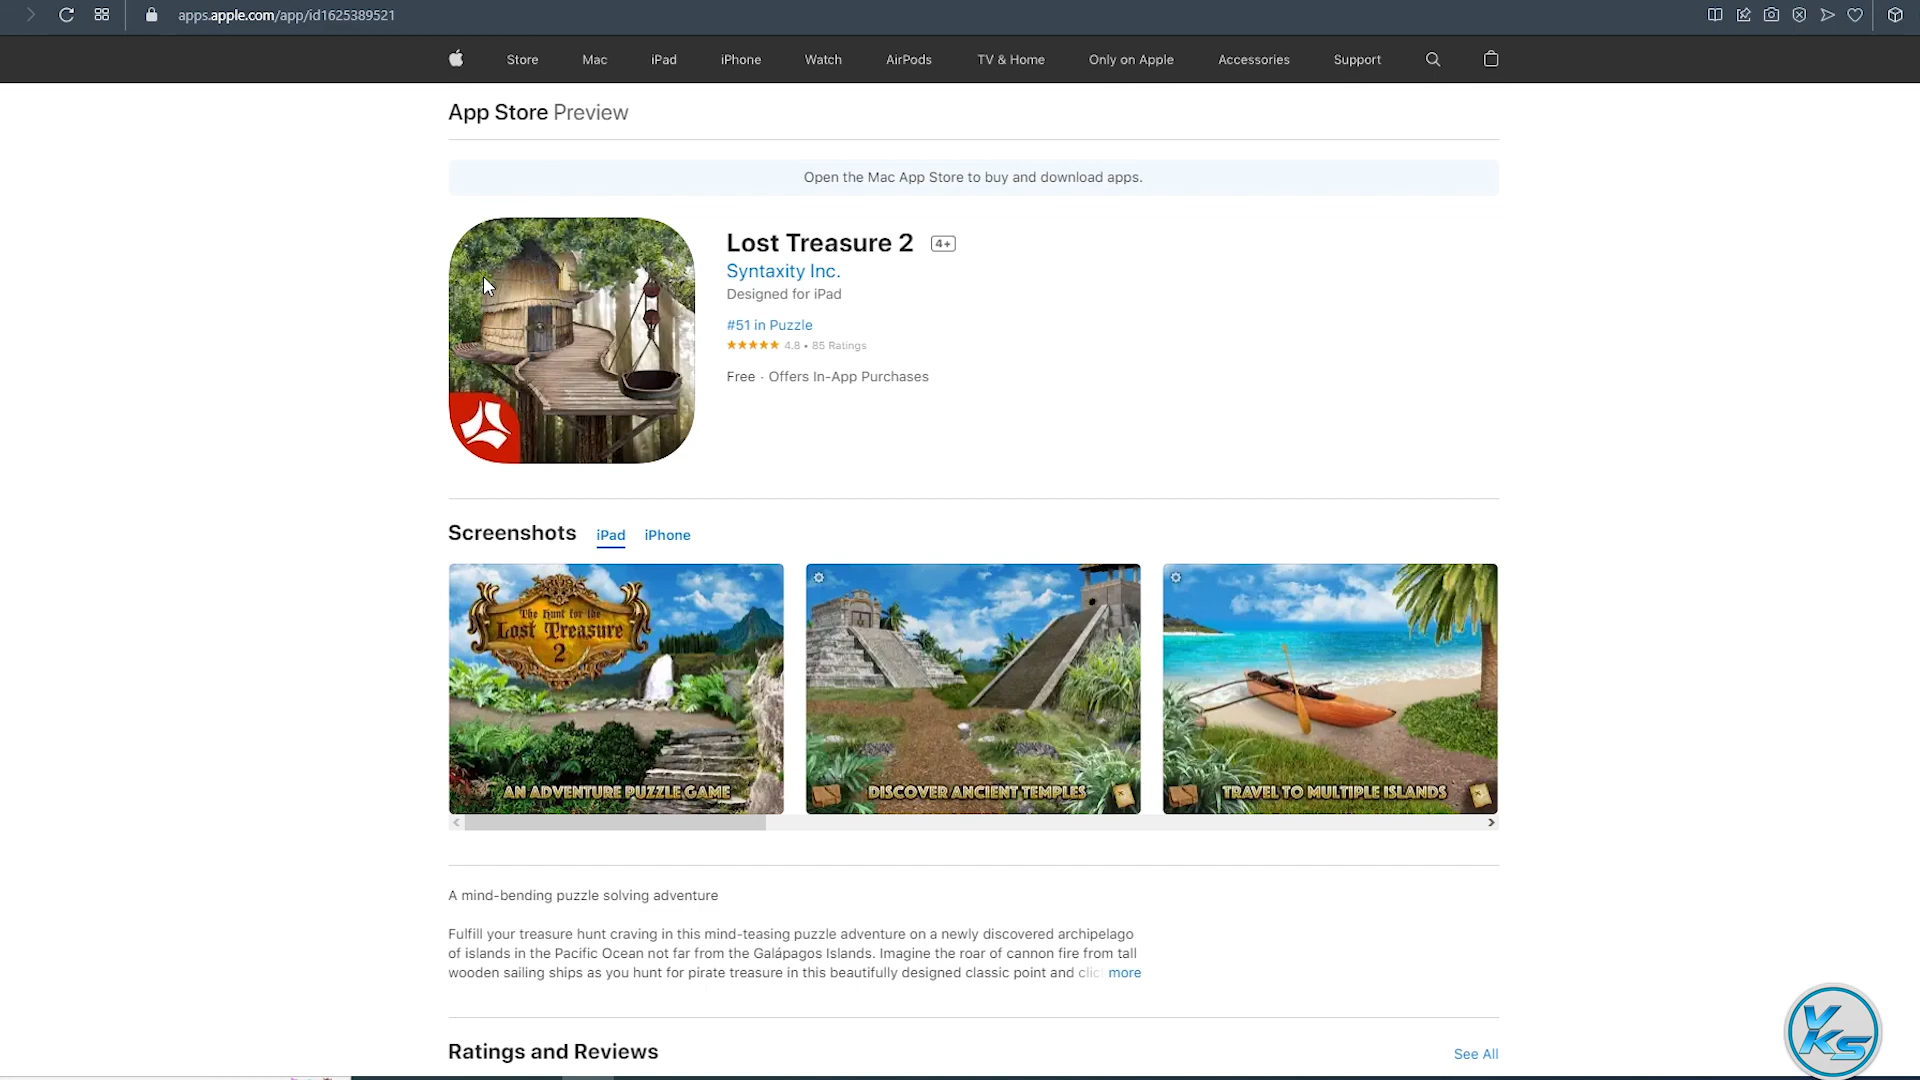 apps.apple.com/app/id1625389521
Store Mac iPad iPhone Watch AirPods TV & Home Only on Apple Accessories Support
App Store Preview
Open the Mac App Store to buy and download apps.
Lost Treasure 2 4+
Syntaxity Inc.
Designed for iPad
#51 in Puzzle
★★★★★ 4.8 • 85 Ratings
Free · Offers In-App Purchases
Screenshots iPad iPhone
The Hunt for the
Lost Treasure
2
AN ADVENTURE PUZZLE GAME
DISCOVER ANCIENT TEMPLES
TRAVEL TO MULTIPLE ISLANDS
A mind-bending puzzle solving adventure
Fulfill your treasure hunt craving in this mind-teasing puzzle adventure on a newly discovered archipelago
of islands in the Pacific Ocean not far from the Galápagos Islands. Imagine the roar of cannon fire from tall
wooden sailing ships as you hunt for pirate treasure in this beautifully designed classic point and clic more
Ratings and Reviews See All
VKS